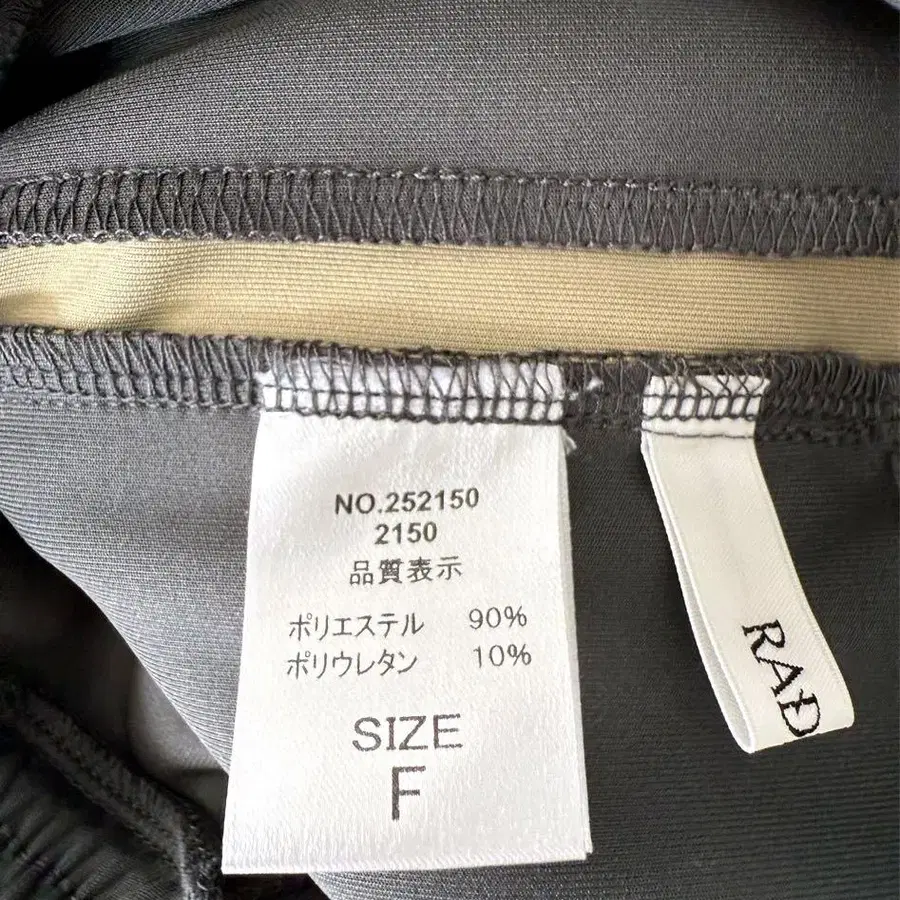 NO.252150
2150
品質表示
ポリエステル 90%
ポリウレタン 10%
SIZE
F
RAD